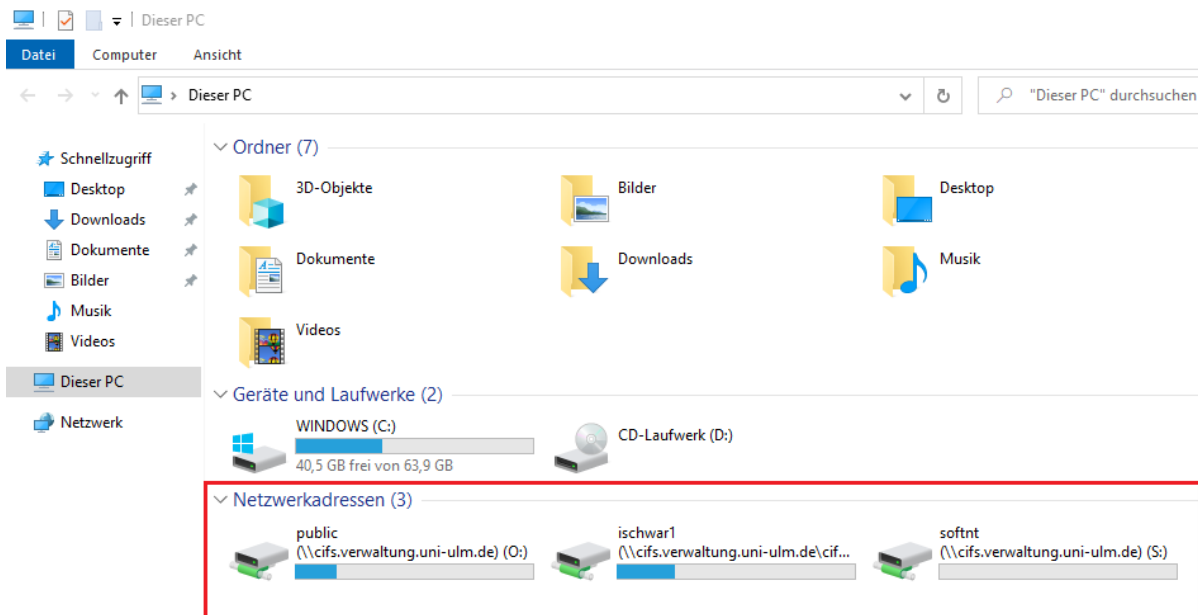 Dieser PC
Datei Computer Ansicht
Dieser PC
"Dieser PC" durchsuchen
Schnellzugriff
Desktop
Downloads
Dokumente
Bilder
Musik
Videos
Dieser PC
Netzwerk
Ordner (7)
3D-Objekte
Bilder
Desktop
Dokumente
Downloads
Musik
Videos
Geräte und Laufwerke (2)
WINDOWS (C:)
40,5 GB frei von 63,9 GB
CD-Laufwerk (D:)
Netzwerkadressen (3)
public
(\\cifs.verwaltung.uni-ulm.de) (O:)
ischwar1
(\\cifs.verwaltung.uni-ulm.de\cif...
softnt
(\\cifs.verwaltung.uni-ulm.de) (S:)